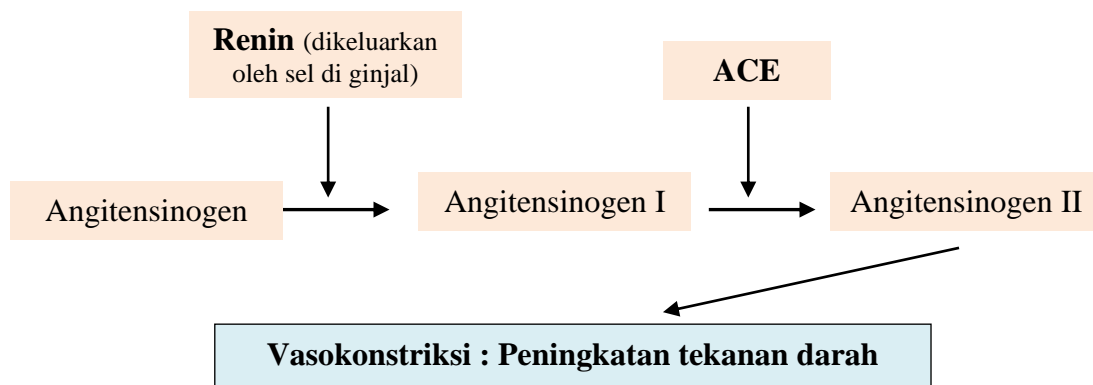 Renin (dikeluarkan
oleh sel di ginjal)
ACE
Angitensinogen
Angitensinogen I
Angitensinogen II
Vasokonstriksi : Peningkatan tekanan darah